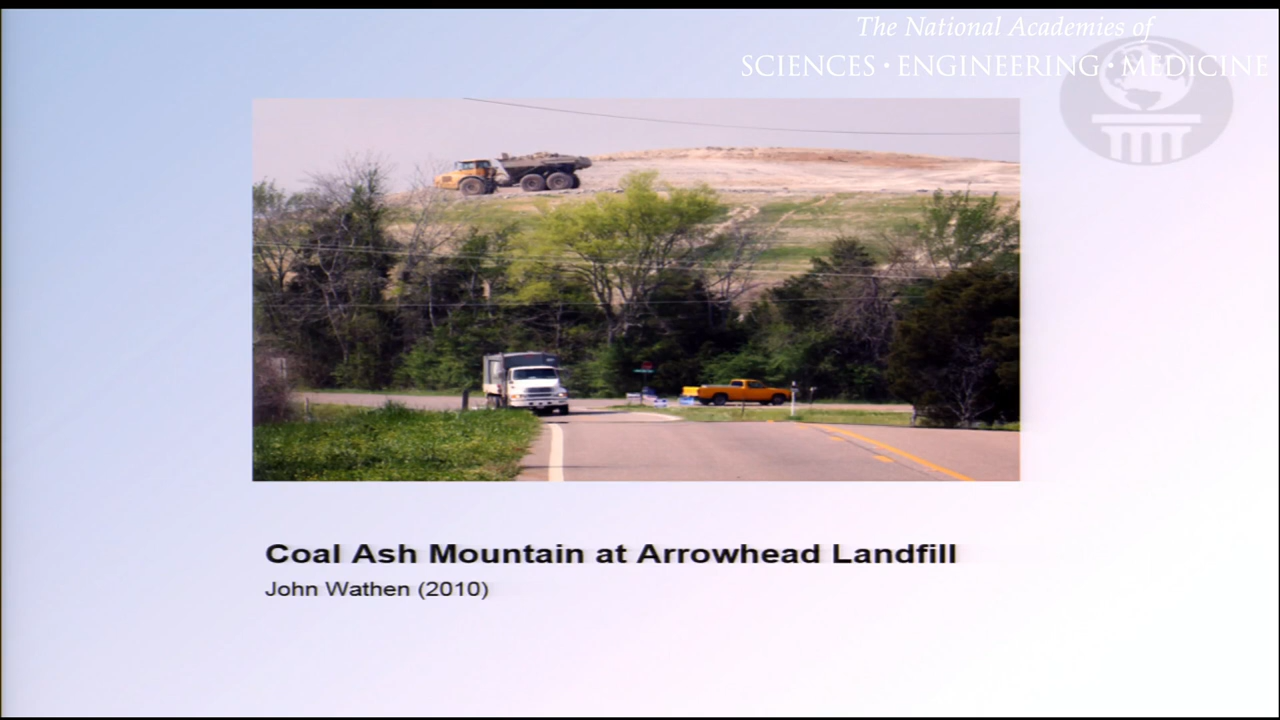 The National Academies of
SCIENCES · ENGINEERING · MEDICINE
Coal Ash Mountain at Arrowhead Landfill
John Wathen (2010)